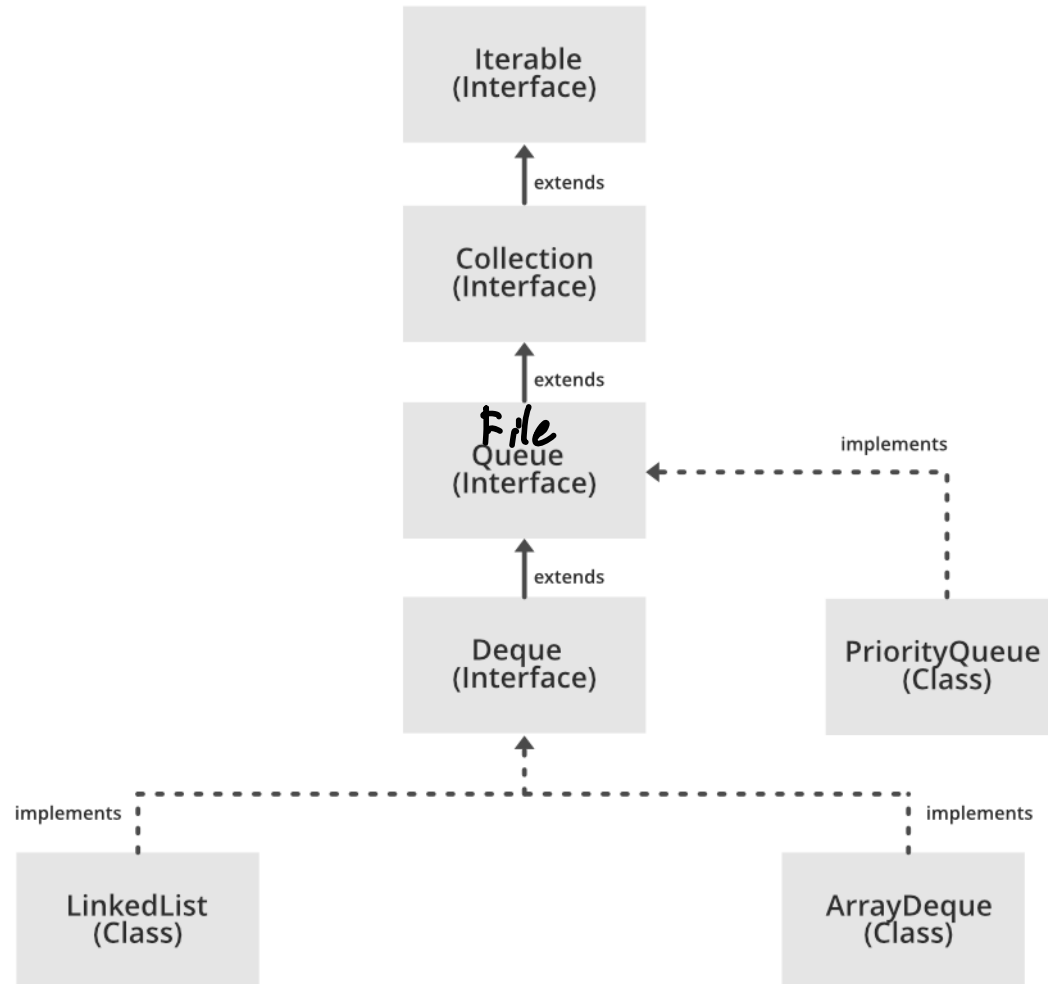 Iterable
(Interface)
extends
Collection
(Interface)
extends
File
Queue
(Interface)
implements
extends
Deque
(Interface)
PriorityQueue
(Class)
implements
implements
LinkedList
(Class)
ArrayDeque
(Class)